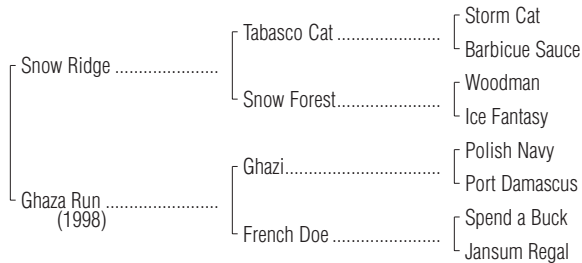 Storm Cat
Tabasco Cat ........................
Barbicue Sauce
Snow Ridge ........................
Woodman
Snow Forest........................
Ice Fantasy
Polish Navy
Ghazi....................................
Port Damascus
Ghaza Run ..........................
(1998)
Spend a Buck
French Doe .........................
Jansum Regal